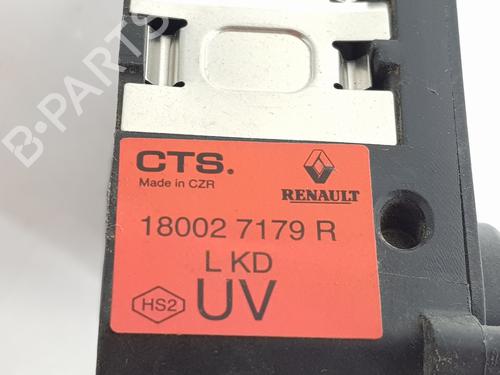 B-PARTS
CTS.
Made in CZR
RENAULT
18002 7179 R
L KD
HS2
UV